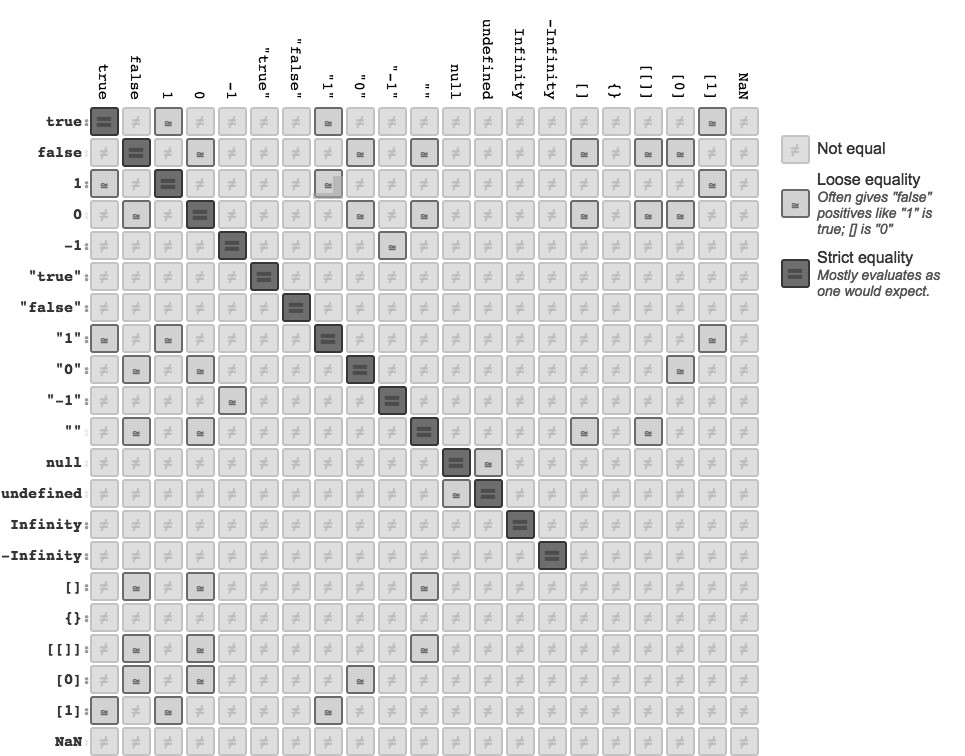 true false 1 0 -1 "true" "false" "1" "0" "-1" "" null undefined Infinity -Infinity [] {} [[]] [0] [1] NaN
true: = ≠ ≅ ≠ ≠ ≠ ≠ ≅ ≠ ≠ ≠ ≠ ≠ ≠ ≠ ≠ ≠ ≠ ≠ ≅ ≠
false: ≠ = ≠ ≅ ≠ ≠ ≠ ≠ ≅ ≠ ≅ ≠ ≠ ≠ ≠ ≅ ≠ ≅ ≅ ≠ ≠
1: ≅ ≠ = ≠ ≠ ≠ ≠ ≅ ≠ ≠ ≠ ≠ ≠ ≠ ≠ ≠ ≠ ≠ ≠ ≅ ≠
0 ≠ ≅ ≠ = ≠ ≠ ≠ ≠ ≅ ≠ ≅ ≠ ≠ ≠ ≠ ≅ ≠ ≅ ≅ ≠ ≠
-1: ≠ ≠ ≠ ≠ = ≠ ≠ ≠ ≠ ≅ ≠ ≠ ≠ ≠ ≠ ≠ ≠ ≠ ≠ ≠ ≠
"true": ≠ ≠ ≠ ≠ ≠ = ≠ ≠ ≠ ≠ ≠ ≠ ≠ ≠ ≠ ≠ ≠ ≠ ≠ ≠ ≠
"false": ≠ ≠ ≠ ≠ ≠ ≠ = ≠ ≠ ≠ ≠ ≠ ≠ ≠ ≠ ≠ ≠ ≠ ≠ ≠ ≠
"1": ≅ ≠ ≅ ≠ ≠ ≠ ≠ = ≠ ≠ ≠ ≠ ≠ ≠ ≠ ≠ ≠ ≠ ≠ ≅ ≠
"0": ≠ ≅ ≠ ≅ ≠ ≠ ≠ ≠ = ≠ ≠ ≠ ≠ ≠ ≠ ≠ ≠ ≠ ≅ ≠ ≠
"-1": ≠ ≠ ≠ ≠ ≅ ≠ ≠ ≠ ≠ = ≠ ≠ ≠ ≠ ≠ ≠ ≠ ≠ ≠ ≠ ≠
"" ≠ ≅ ≠ ≅ ≠ ≠ ≠ ≠ ≠ ≠ = ≠ ≠ ≠ ≠ ≅ ≠ ≅ ≠ ≠ ≠
null ≠ ≠ ≠ ≠ ≠ ≠ ≠ ≠ ≠ ≠ ≠ = ≅ ≠ ≠ ≠ ≠ ≠ ≠ ≠ ≠
undefined ≠ ≠ ≠ ≠ ≠ ≠ ≠ ≠ ≠ ≠ ≠ ≅ = ≠ ≠ ≠ ≠ ≠ ≠ ≠ ≠
Infinity: ≠ ≠ ≠ ≠ ≠ ≠ ≠ ≠ ≠ ≠ ≠ ≠ ≠ = ≠ ≠ ≠ ≠ ≠ ≠ ≠
-Infinity: ≠ ≠ ≠ ≠ ≠ ≠ ≠ ≠ ≠ ≠ ≠ ≠ ≠ ≠ = ≠ ≠ ≠ ≠ ≠ ≠
[]: ≠ ≅ ≠ ≅ ≠ ≠ ≠ ≠ ≠ ≠ ≅ ≠ ≠ ≠ ≠ ≠ ≠ ≠ ≠ ≠ ≠
{}: ≠ ≠ ≠ ≠ ≠ ≠ ≠ ≠ ≠ ≠ ≠ ≠ ≠ ≠ ≠ ≠ ≠ ≠ ≠ ≠ ≠
[[]]: ≠ ≅ ≠ ≅ ≠ ≠ ≠ ≠ ≠ ≠ ≅ ≠ ≠ ≠ ≠ ≠ ≠ ≠ ≠ ≠ ≠
[0]: ≠ ≅ ≠ ≅ ≠ ≠ ≠ ≠ ≅ ≠ ≠ ≠ ≠ ≠ ≠ ≠ ≠ ≠ ≠ ≠ ≠
[1]: ≅ ≠ ≅ ≠ ≠ ≠ ≠ ≅ ≠ ≠ ≠ ≠ ≠ ≠ ≠ ≠ ≠ ≠ ≠ ≠ ≠
NaN ≠ ≠ ≠ ≠ ≠ ≠ ≠ ≠ ≠ ≠ ≠ ≠ ≠ ≠ ≠ ≠ ≠ ≠ ≠ ≠ ≠
≠ Not equal
≅ Loose equality
Often gives "false"
positives like "1" is
true; [] is "0"
= Strict equality
Mostly evaluates as
one would expect.